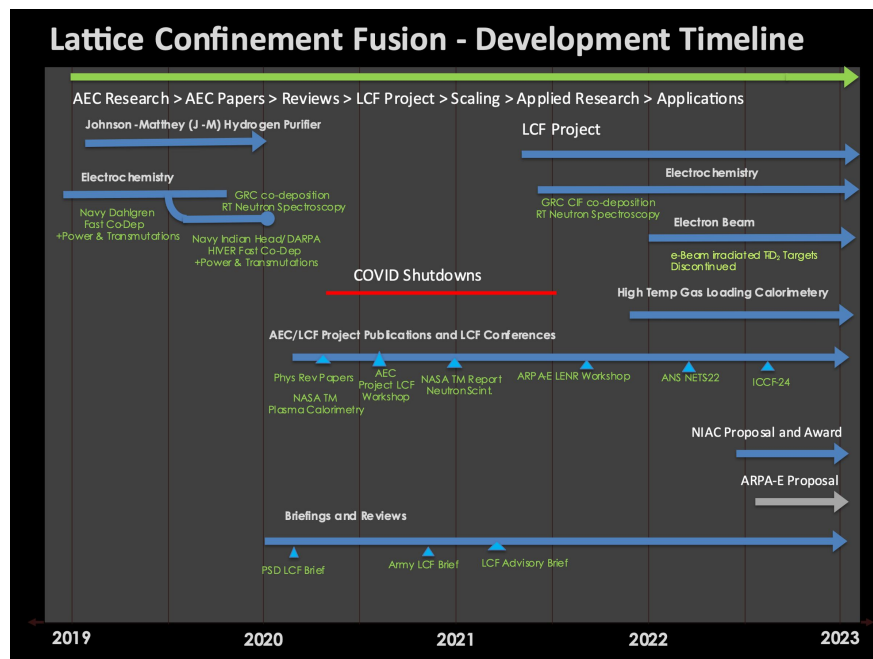 Lattice Confinement Fusion - Development Timeline
AEC Research > AEC Papers > Reviews > LCF Project > Scaling > Applied Research > Applications
Johnson-Matthey (J-M) Hydrogen Purifier
LCF Project
Electrochemistry
Electrochemistry
GRC co-deposition
RT Neutron Spectroscopy
GRC CIF co-deposition
RT Neutron Spectroscopy
Navy Dahlgren
Fast Co-Dep
+Power & Transmutations
Electron Beam
Navy Indian Head/DARPA
HIVER Fast Co-Dep
+Power & Transmutations
e-Beam irradiated TiD₂ Targets
Discontinued
COVID Shutdowns
High Temp Gas Loading Calorimetery
AEC/LCF Project Publications and LCF Conferences
Phys Rev Papers
NASA TM
Plasma Calorimetry
AEC
Project LCF
Workshop
NASA TM Report
NeutronScint.
ARPA-E LENR Workshop
ANS NETS22
ICCF-24
NIAC Proposal and Award
ARPA-E Proposal
Briefings and Reviews
PSD LCF Brief
Army LCF Brief
LCF Advisory Brief
2019
2020
2021
2022
2023